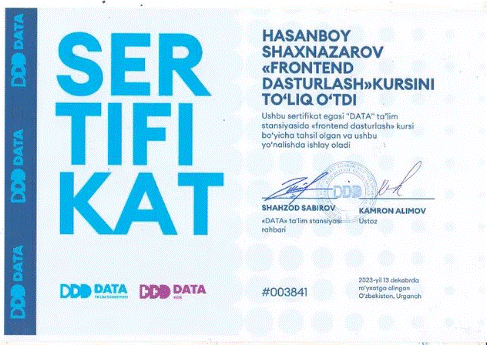 DATA
DATA
DATA
DATA
SER
TIFI
KAT
HASANBOY
SHAXNAZAROV
«FRONTEND
DASTURLASH»KURSINI
TO‘LIQ O‘TDI
Ushbu sertifikat egasi "DATA" ta'lim
stansiyasida «frontend dasturlash» kursi
bo‘yicha tahsil olgan va ushbu
yo‘nalishda ishlay oladi
SHAHZOD SABIROV
«DATA» ta'lim stansiyasi
rahbari
KAMRON ALIMOV
Ustoz
DATA
DATA
#003841
2023-yil 13 dekabrda
ro‘yxatga olingan
O‘zbekiston, Urganch